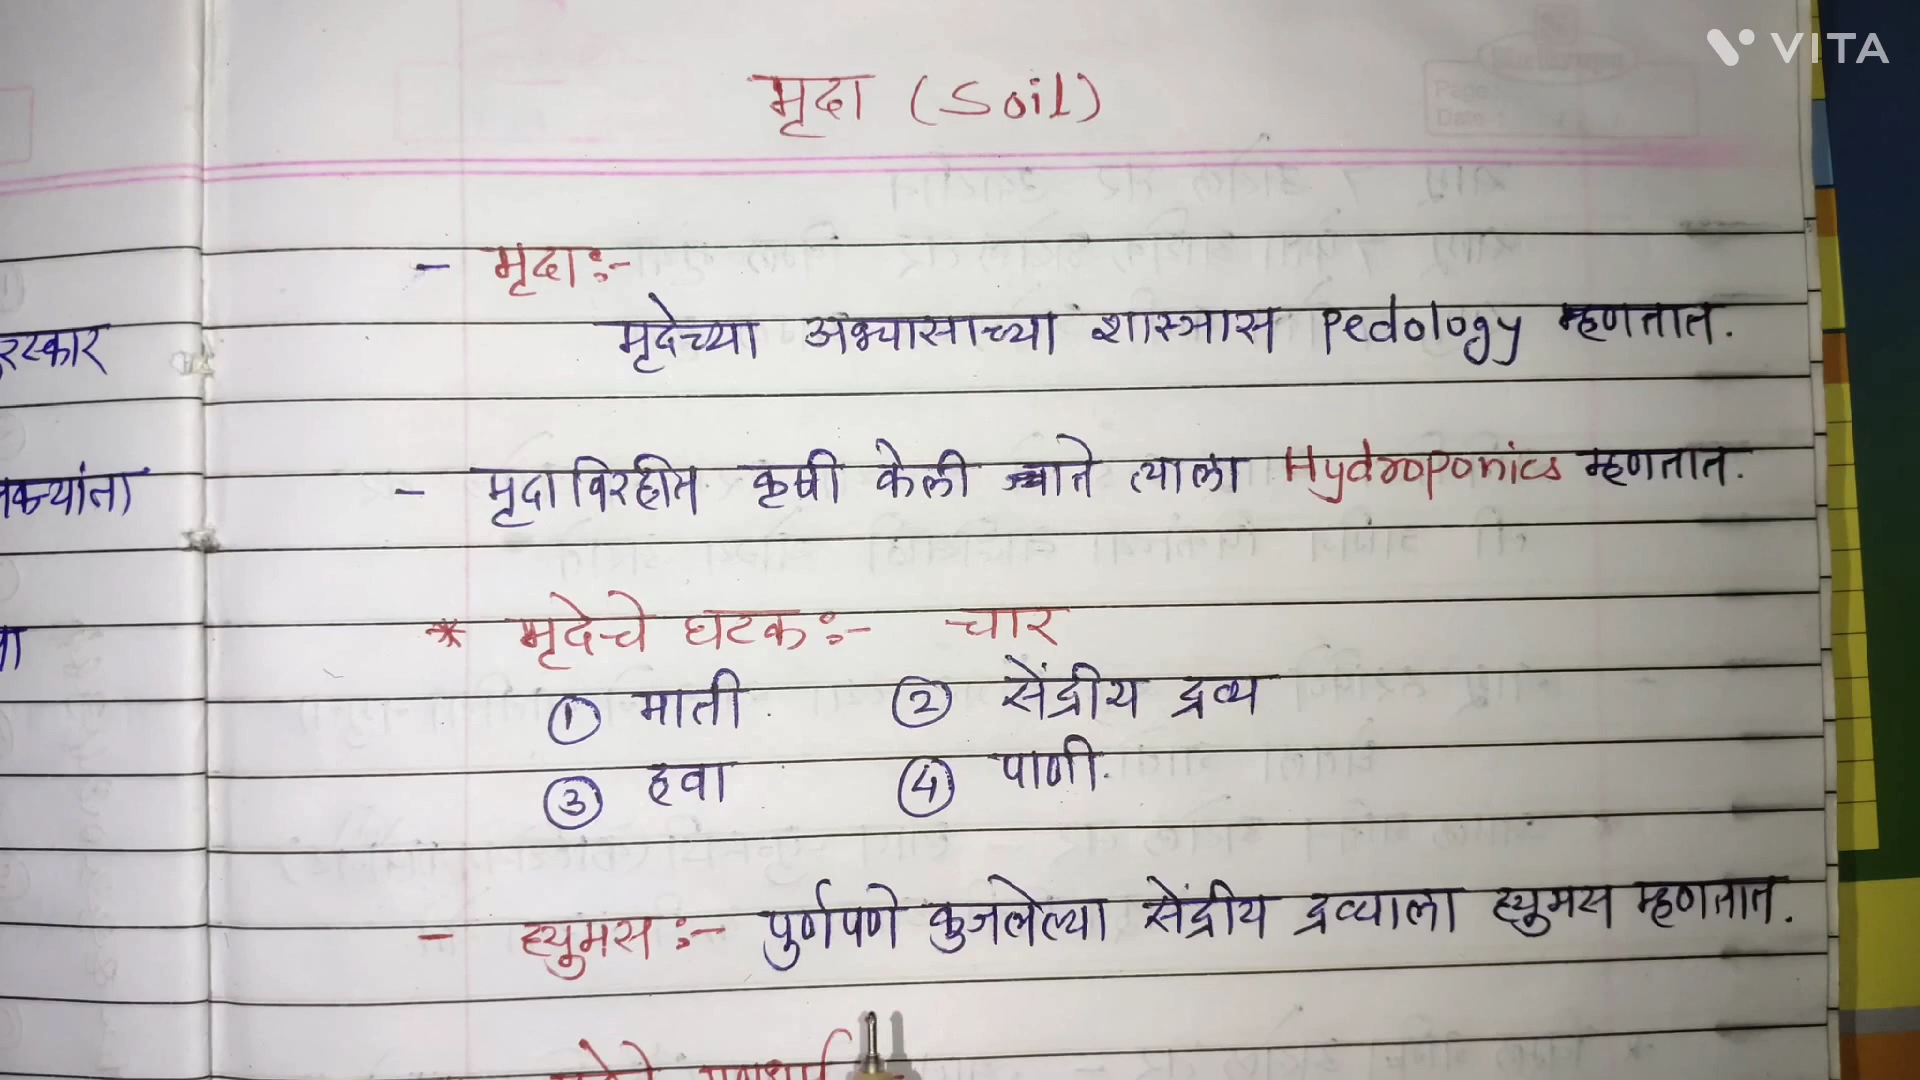 VITA
मृदा (Soil)
- मृदा :-
मृदेच्या अभ्यासाच्या शास्त्रास Pedology म्हणतात.
- मृदाविरहीत कृषी केली जाते त्याला Hydroponics म्हणतात.
* मृदेचे घटक :- चार
① माती ② सेंद्रीय द्रव्य
③ हवा ④ पाणी.
- ह्युमस :- पुर्णपणे कुजलेल्या सेंद्रीय द्रव्याला ह्युमस म्हणतात.